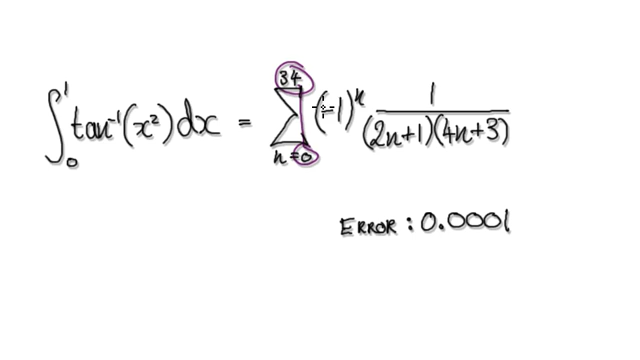 ∫₀¹ tan⁻¹(x²) dx = ∑ₙ₌₀³⁴ (-1)ⁿ 1/((2n+1)(4n+3))
ERROR : 0.0001